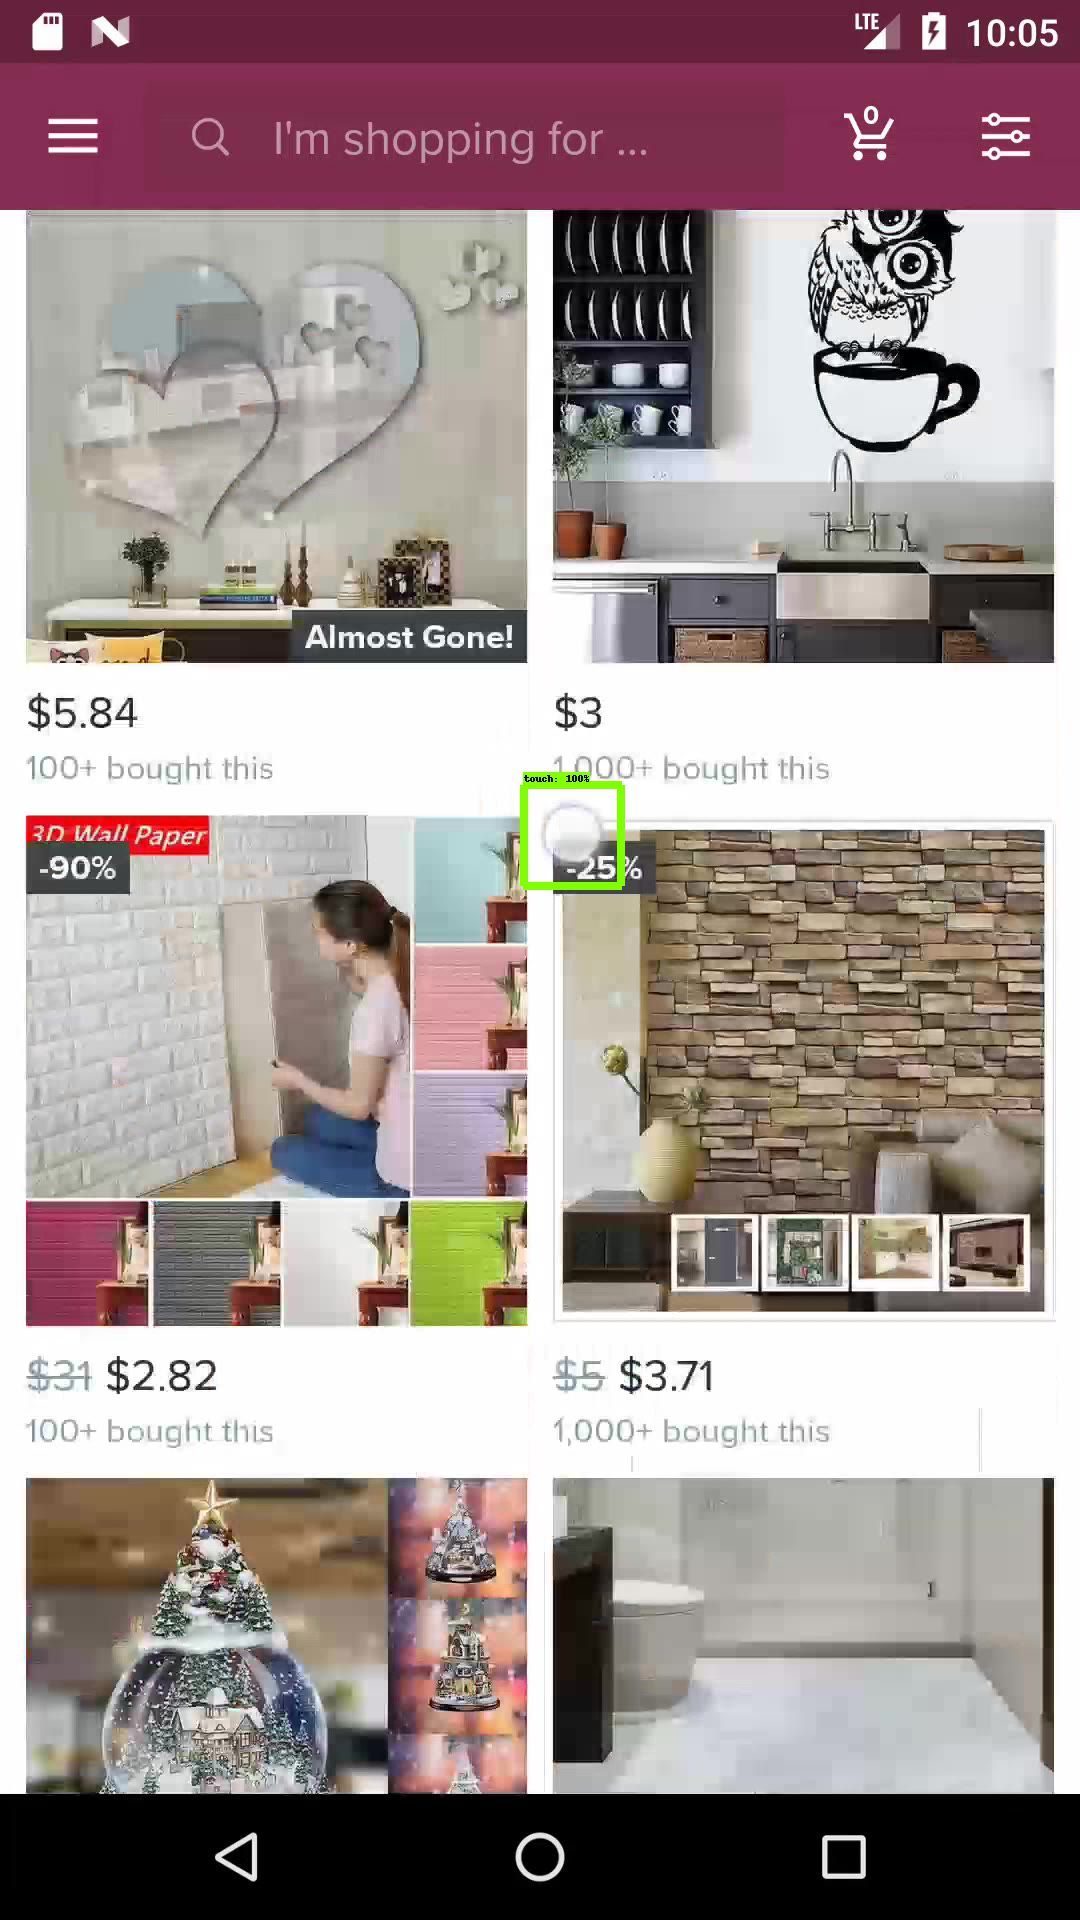 LTE 10:05
I'm shopping for ...
0
Almost Gone!
$5.84
$3
100+ bought this
1,000+ bought this
touch: 100%
3D Wall Paper
-90%
-25%
$31 $2.82
$5 $3.71
100+ bought this
1,000+ bought this